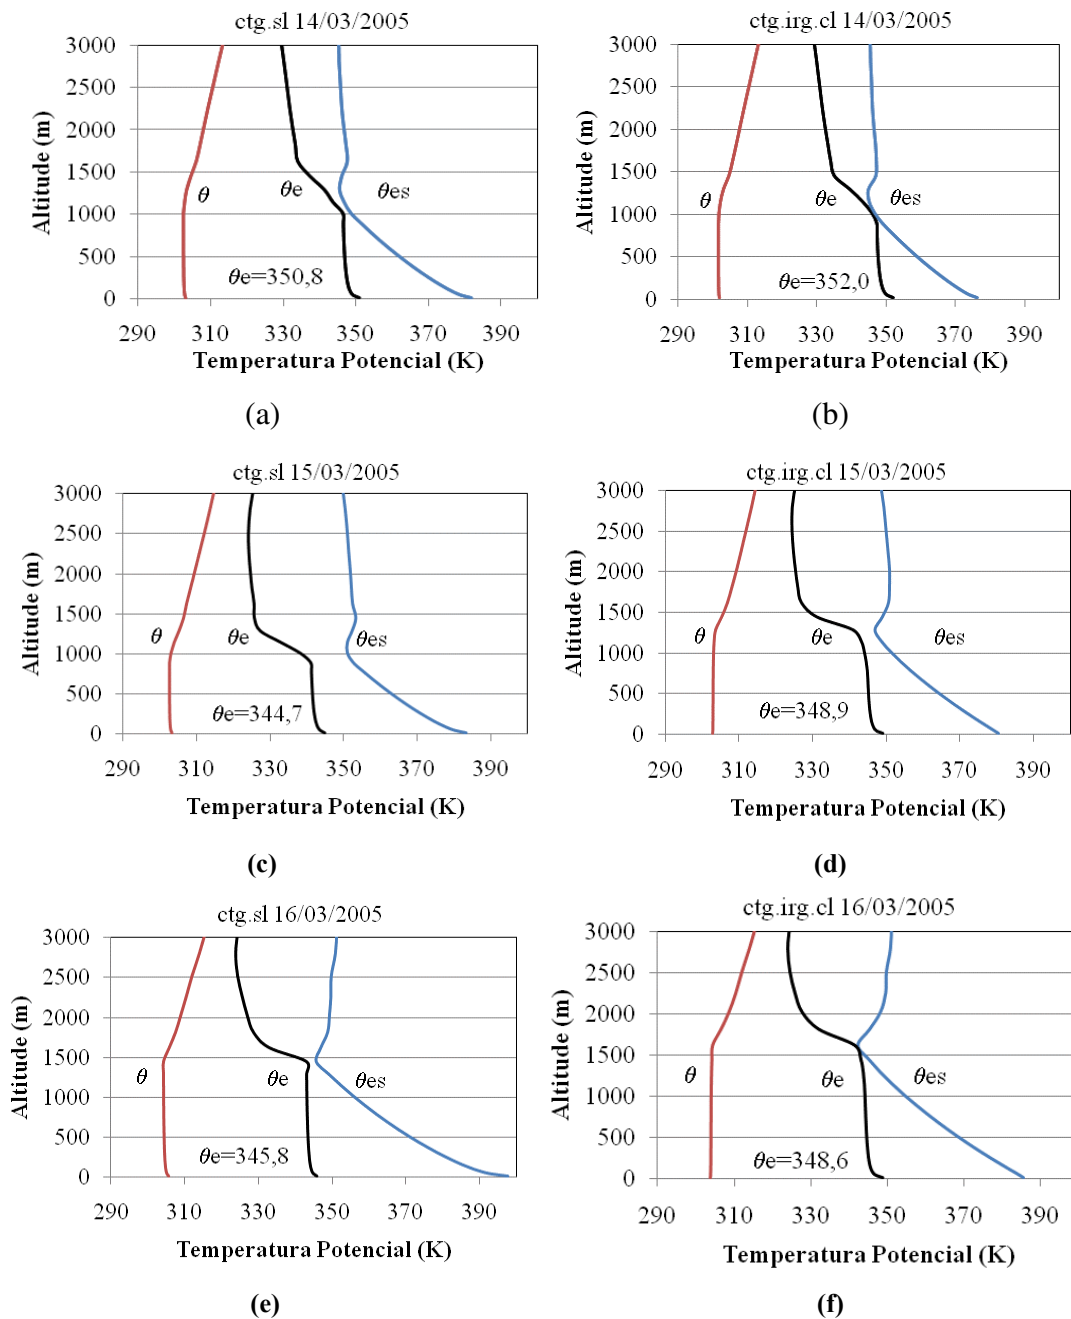 ctg.sl 14/03/2005
3000
2500
2000
1500
1000
500
0
Altitude (m)
θ
θe
θes
θe=350,8
290 310 330 350 370 390
Temperatura Potencial (K)
(a)
ctg.irg.cl 14/03/2005
3000
2500
2000
1500
1000
500
0
Altitude (m)
θ
θe
θes
θe=352,0
290 310 330 350 370 390
Temperatura Potencial (K)
(b)
ctg.sl 15/03/2005
3000
2500
2000
1500
1000
500
0
Altitude (m)
θ
θe
θes
θe=344,7
290 310 330 350 370 390
Temperatura Potencial (K)
(c)
ctg.irg.cl 15/03/2005
3000
2500
2000
1500
1000
500
0
Altitude (m)
θ
θe
θes
θe=348,9
290 310 330 350 370 390
Temperatura Potencial (K)
(d)
ctg.sl 16/03/2005
3000
2500
2000
1500
1000
500
0
Altitude (m)
θ
θe
θes
θe=345,8
290 310 330 350 370 390
Temperatura Potencial (K)
(e)
ctg.irg.cl 16/03/2005
3000
2500
2000
1500
1000
500
0
Altitude (m)
θ
θe
θes
θe=348,6
290 310 330 350 370 390
Temperatura Potencial (K)
(f)